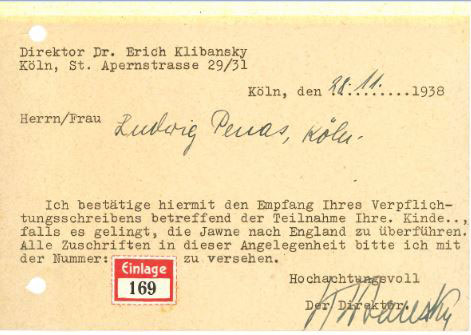 Direktor Dr. Erich Klibansky
Köln, St. Apernstrasse 29/31
Köln, den 28.11..........1938
Herrn/Frau Ludwig Penas, Köln.
Ich bestätige hiermit den Empfang Ihres Verpflich-
tungsschreibens betreffend der Teilnahme Ihre. Kinde..,
falls es gelingt, die Jawne nach England zu überführen.
Alle Zuschriften in dieser Angelegenheit bitte ich mit
der Nummer: Einlage 169 zu versehen.
Hochachtungsvoll
Der Direktor.
Klibansky